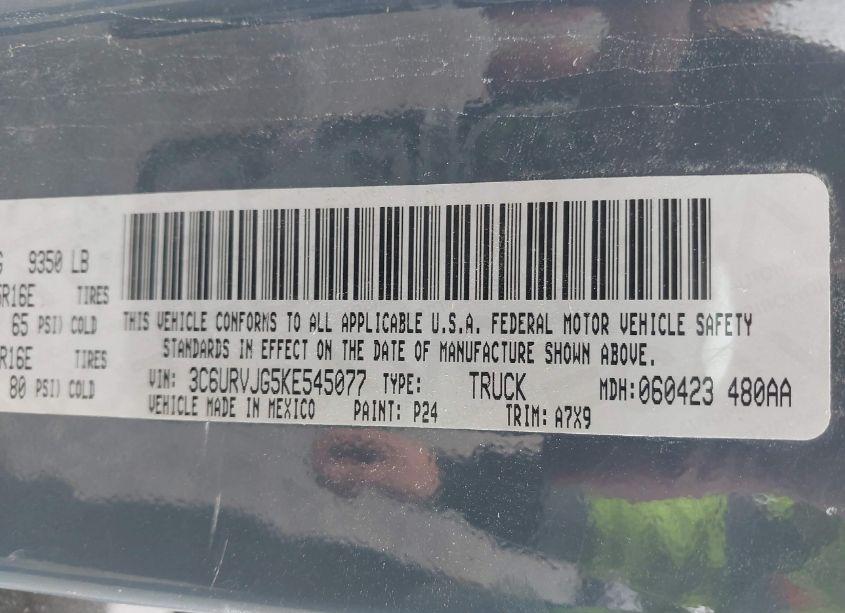 9350 LB
R16E TIRES
65 PSI) COLD
R16E TIRES
80 PSI) COLD
THIS VEHICLE CONFORMS TO ALL APPLICABLE U.S.A. FEDERAL MOTOR VEHICLE SAFETY
STANDARDS IN EFFECT ON THE DATE OF MANUFACTURE SHOWN ABOVE.
VIN: 3C6URVJG5KE545077 TYPE: TRUCK MDH:060423 480AA
VEHICLE MADE IN MEXICO PAINT: P24 TRIM: A7X9